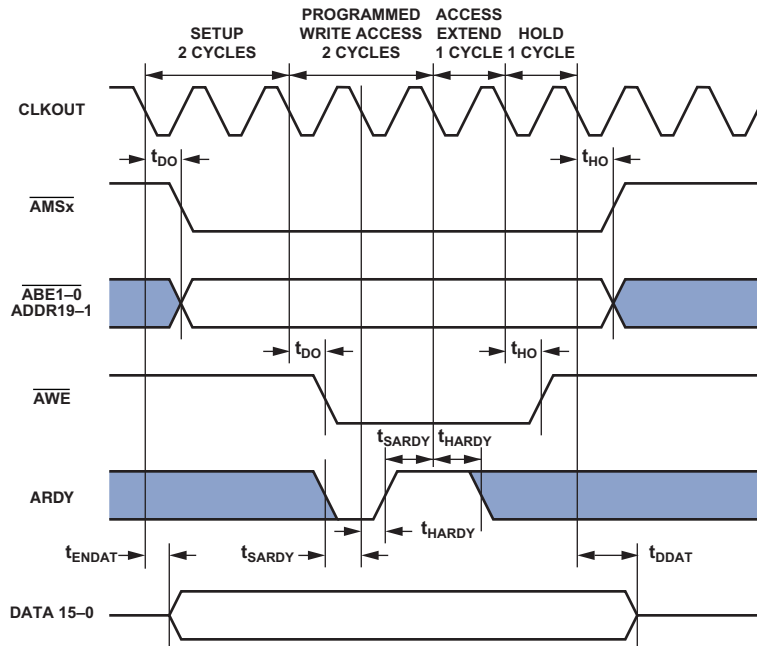 SETUP
2 CYCLES
PROGRAMMED
WRITE ACCESS
2 CYCLES
ACCESS
EXTEND
1 CYCLE
HOLD
1 CYCLE
CLKOUT
tDO
tHO
AMSx
ABE1–0
ADDR19–1
tDO
tHO
AWE
tSARDY
tHARDY
ARDY
tHARDY
tENDAT
tSARDY
tDDAT
DATA 15–0